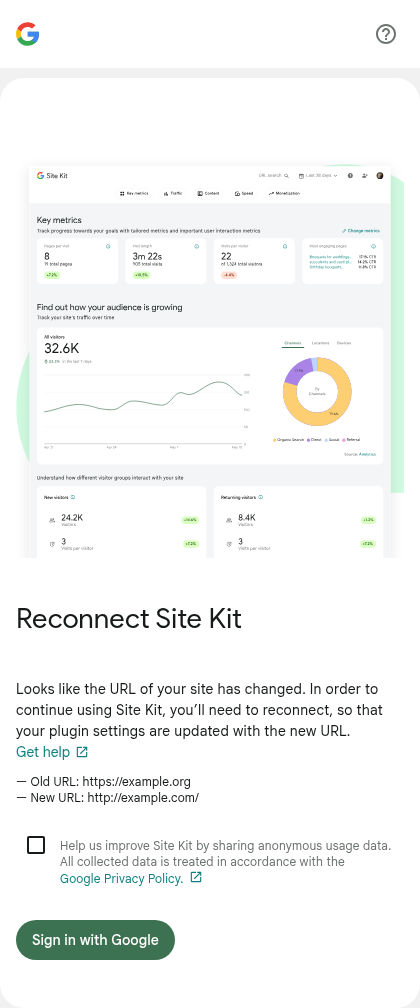 Site Kit
URL search
Last 28 days
Key metrics
Traffic
Content
Speed
Monetization
Key metrics
Track progress towards your goals with tailored metrics and important user interaction metrics
Change metrics
Pages per visit
8
Visit length
3m 22s
Visits per visitor
22
Most engaging pages
Find out how your audience is growing
Track your site's traffic over time
All visitors
32.6K
in the last 7 days
Channels
Locations
Devices
By
Channels
Organic Search
Direct
Social
Referral
Source: Analytics
Understand how different visitor groups interact with your site
New visitors
24.2K
Visitors
3
Visits per visitor
Returning visitors
8.4K
Visitors
3
Visits per visitor
Reconnect Site Kit
Looks like the URL of your site has changed. In order to
continue using Site Kit, you’ll need to reconnect, so that
your plugin settings are updated with the new URL.
Get help
— Old URL: https://example.org
— New URL: http://example.com/
Help us improve Site Kit by sharing anonymous usage data.
All collected data is treated in accordance with the
Google Privacy Policy.
Sign in with Google